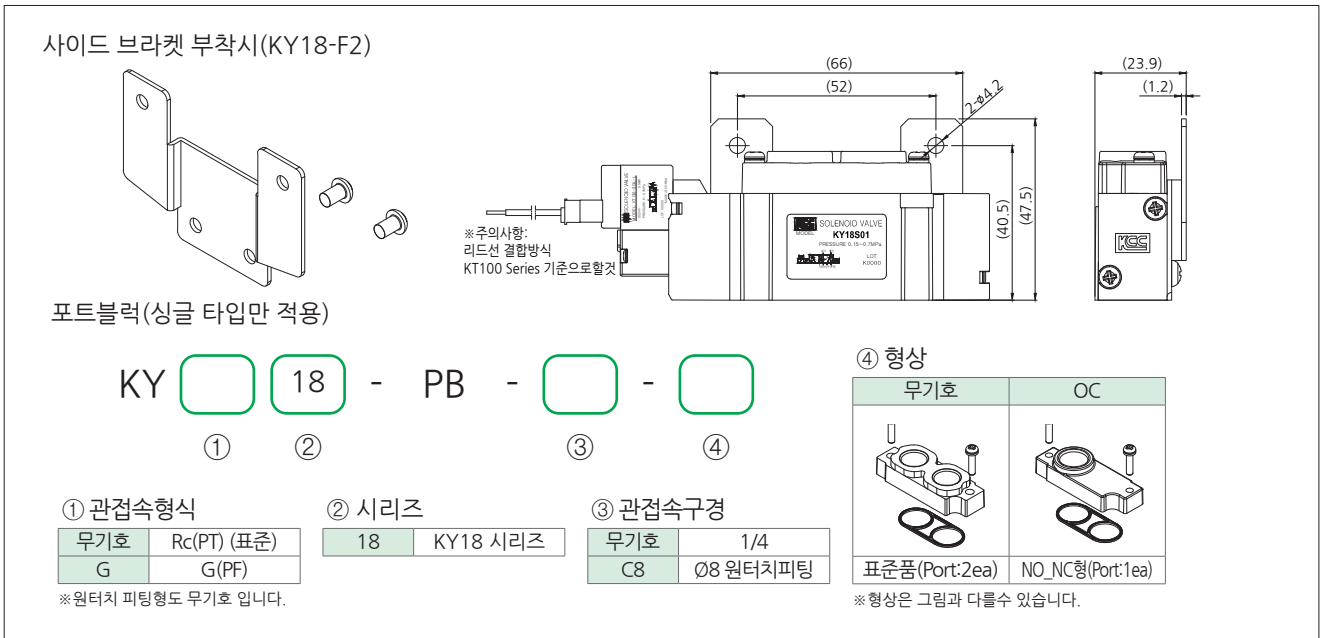 사이드 브라켓 부착시(KY18-F2)
(66)
(52)
2-ø4.2
(23.9)
(1.2)
(40.5)
(47.5)
※주의사항:
리드선 결합방식
KT100 Series 기준으로할것
SOLENOID VALVE
SOLENOID VALVE
MODEL KY18S01
PRESSURE 0.15~0.7MPa
LOT
K0000
KCC
포트블럭(싱글 타입만 적용)
KY 18 - PB - -
① ② ③ ④
① 관접속형식
무기호 Rc(PT) (표준)
G G(PF)
※원터치 피팅형도 무기호 입니다.
② 시리즈
18 KY18 시리즈
③ 관접속구경
무기호 1/4
C8 Ø8 원터치피팅
④ 형상
무기호 OC
표준품(Port:2ea) NO_NC형(Port:1ea)
※형상은 그림과 다를수 있습니다.